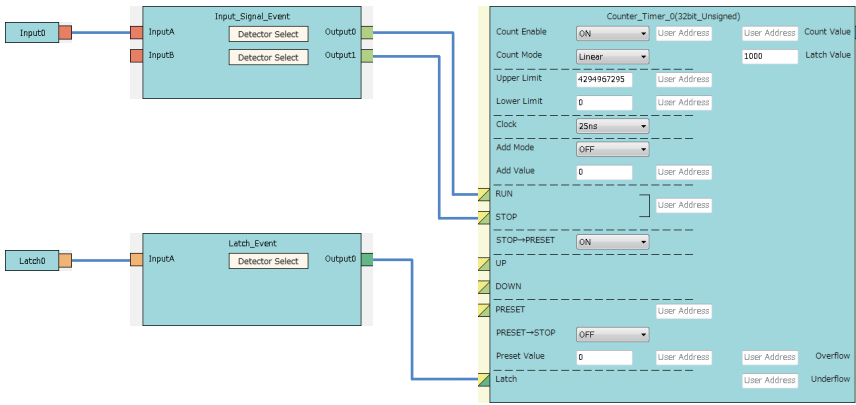 Input0
Input_Signal_Event
InputA
Detector Select
Output0
InputB
Detector Select
Output1
Latch0
Latch_Event
InputA
Detector Select
Output0
Counter_Timer_0(32bit_Unsigned)
Count Enable ON User Address User Address Count Value
Count Mode Linear 1000 Latch Value
Upper Limit 4294967295 User Address
Lower Limit 0 User Address
Clock 25ns
Add Mode OFF
Add Value 0 User Address
RUN
User Address
STOP
STOP→PRESET ON
UP
DOWN
PRESET User Address
PRESET→STOP OFF
Preset Value 0 User Address User Address Overflow
Latch User Address Underflow